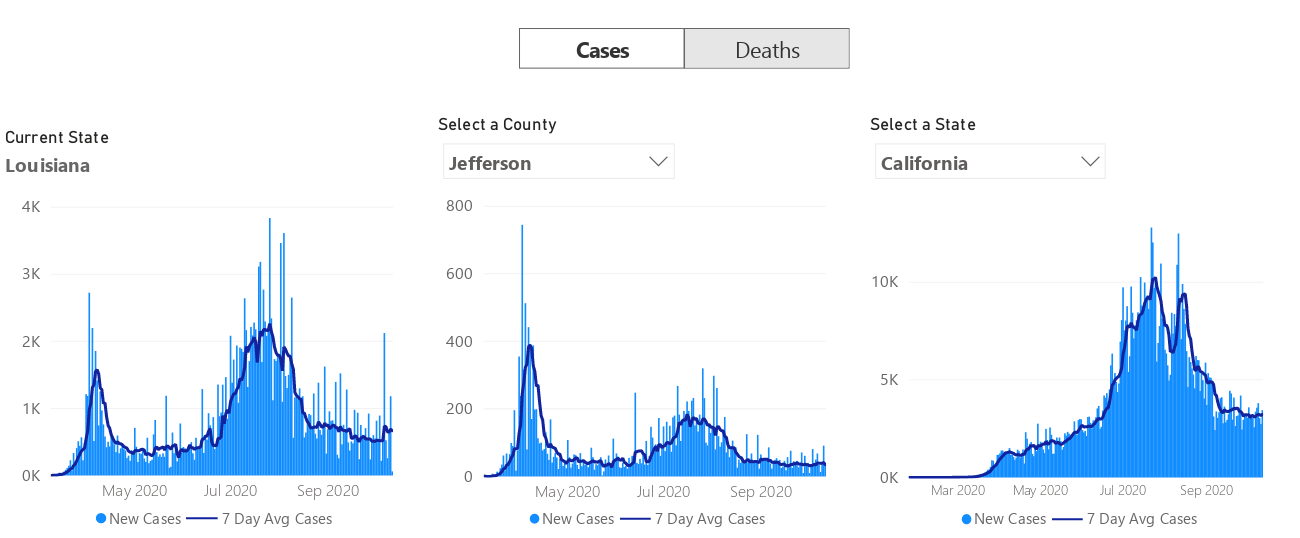 Cases Deaths
Current State
Louisiana
4K
3K
2K
1K
0K
May 2020 Jul 2020 Sep 2020
New Cases 7 Day Avg Cases
Select a County
Jefferson
800
600
400
200
0
May 2020 Jul 2020 Sep 2020
New Cases 7 Day Avg Cases
Select a State
California
10K
5K
0K
Mar 2020 May 2020 Jul 2020 Sep 2020
New Cases 7 Day Avg Cases